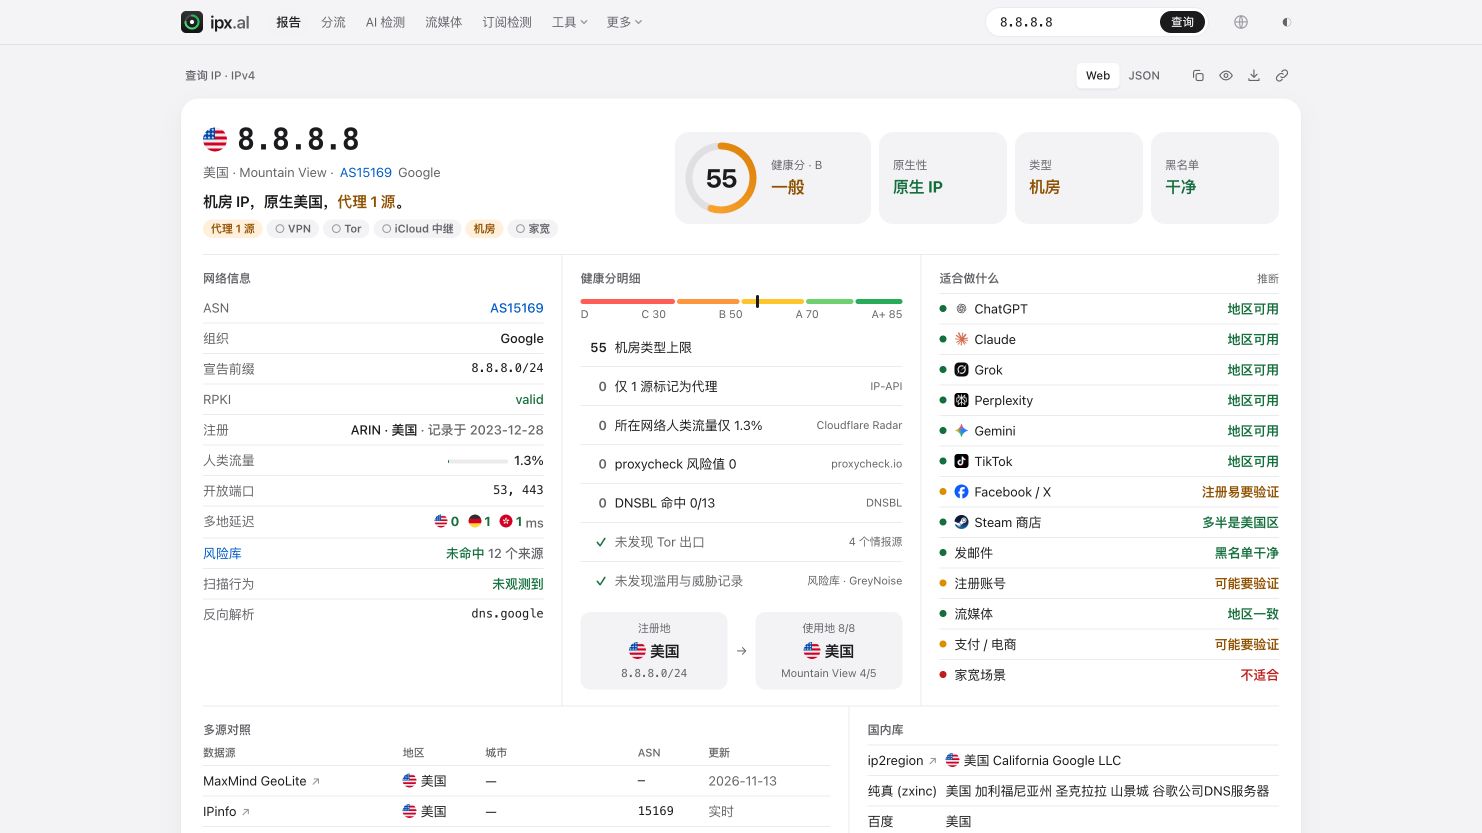 ipx.al 报告 分流 AI 检测 流媒体 订阅检测 工具 更多 8.8.8.8 查询
查询 IP · IPv4 Web JSON
8.8.8.8
美国 · Mountain View · AS15169 Google
机房 IP，原生美国，代理 1 源。
代理 1 源 VPN Tor iCloud 中继 机房 家宽
55 健康分 · B 一般
原生性 原生 IP
类型 机房
黑名单 干净
网络信息
ASN AS15169
组织 Google
宣告前缀 8.8.8.0/24
RPKI valid
注册 ARIN · 美国 · 记录于 2023-12-28
人类流量 1.3%
开放端口 53, 443
多地延迟 0 1 1 ms
风险库 未命中 12 个来源
扫描行为 未观测到
反向解析 dns.google
健康分明细
D C 30 B 50 A 70 A+ 85
55 机房类型上限
0 仅 1 源标记为代理 IP-API
0 所在网络人类流量仅 1.3% Cloudflare Radar
0 proxycheck 风险值 0 proxycheck.io
0 DNSBL 命中 0/13 DNSBL
未发现 Tor 出口 4 个情报源
未发现滥用与威胁记录 风险库 · GreyNoise
注册地 美国 8.8.8.0/24
→
使用地 8/8 美国 Mountain View 4/5
适合做什么 推断
ChatGPT 地区可用
Claude 地区可用
Grok 地区可用
Perplexity 地区可用
Gemini 地区可用
TikTok 地区可用
Facebook / X 注册易要验证
Steam 商店 多半是美国区
发邮件 黑名单干净
注册账号 可能要验证
流媒体 地区一致
支付 / 电商 可能要验证
家宽场景 不适合
多源对照
数据源 地区 城市 ASN 更新
MaxMind GeoLite ↗ 美国 — – 2026-11-13
IPinfo ↗ 美国 — 15169 实时
国内库
ip2region ↗ 美国 California Google LLC
纯真 (zxinc) 美国 加利福尼亚州 圣克拉拉 山景城 谷歌公司DNS服务器
百度 美国